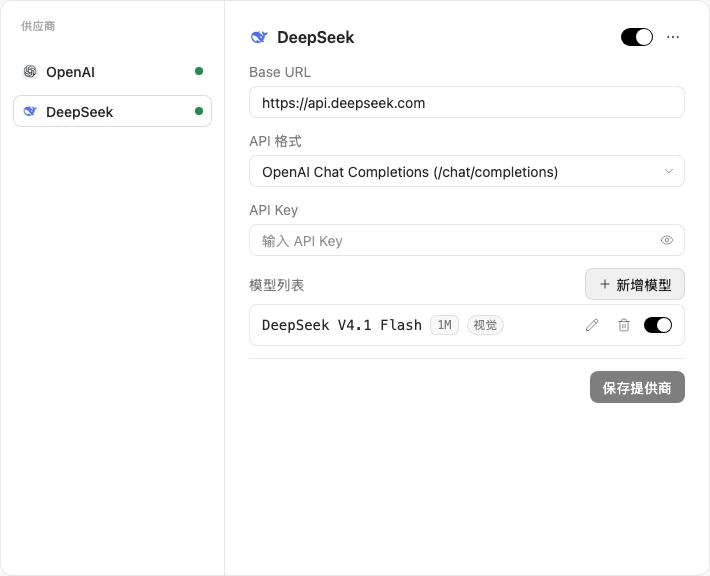 供应商
OpenAI
DeepSeek
DeepSeek
Base URL
https://api.deepseek.com
API 格式
OpenAI Chat Completions (/chat/completions)
API Key
输入 API Key
模型列表
新增模型
DeepSeek V4.1 Flash 1M 视觉
保存提供商